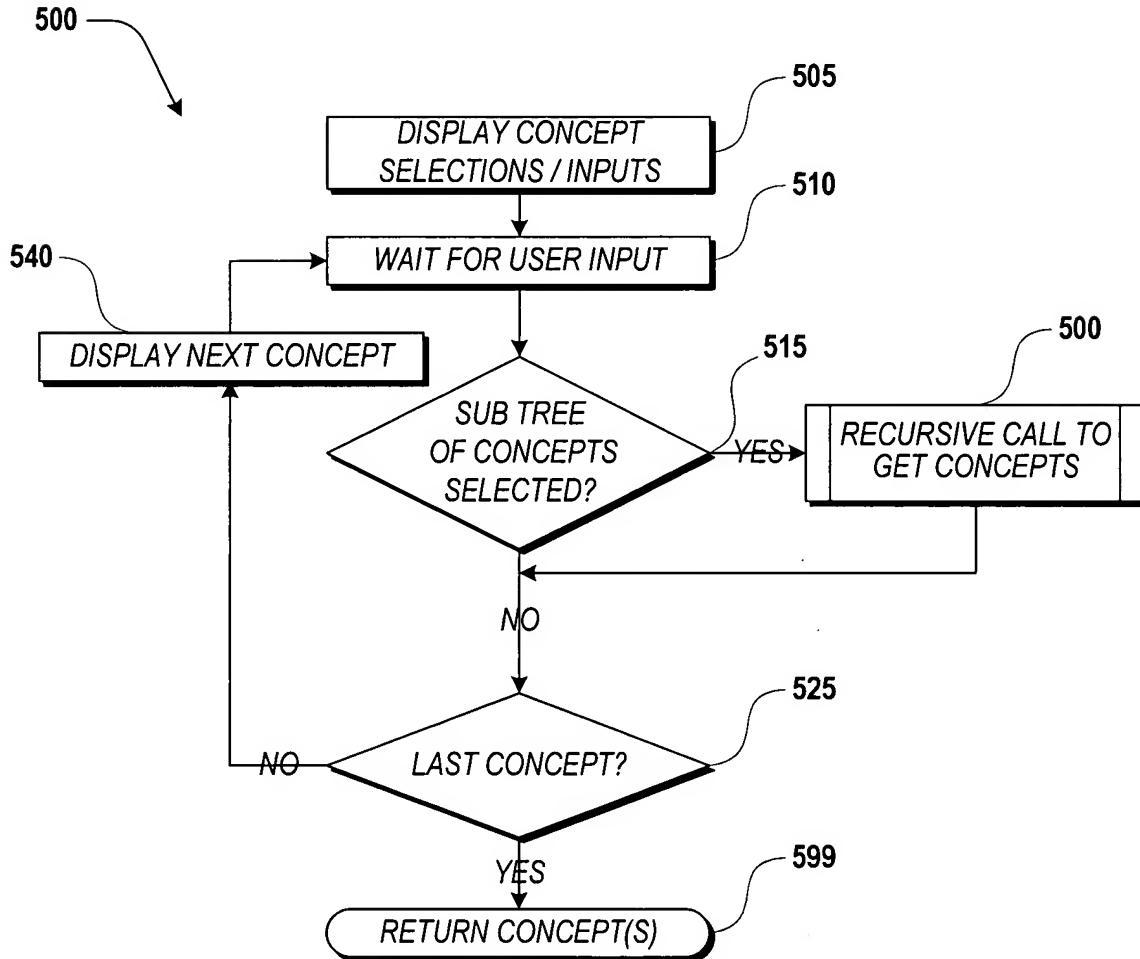 500
505
DISPLAY CONCEPT
SELECTIONS / INPUTS
510
WAIT FOR USER INPUT
540
DISPLAY NEXT CONCEPT
515
SUB TREE
OF CONCEPTS
SELECTED?
YES
500
RECURSIVE CALL TO
GET CONCEPTS
NO
525
LAST CONCEPT?
NO
YES
599
RETURN CONCEPT(S)